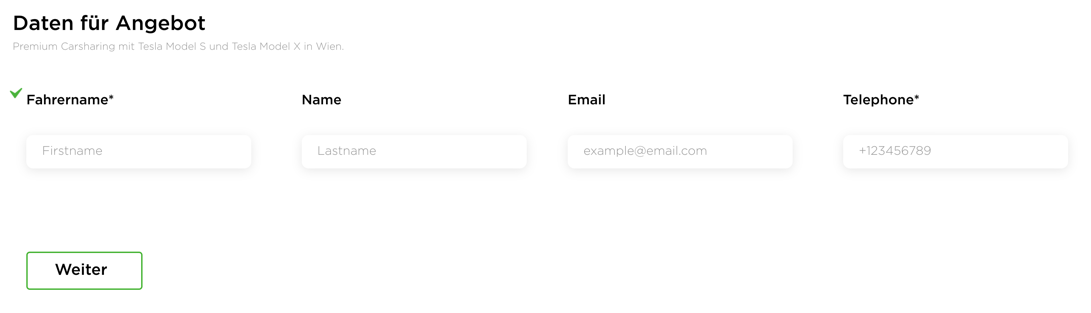 Daten für Angebot
Premium Carsharing mit Tesla Model S und Tesla Model X in Wien.
Fahrername* Name Email Telephone*
Firstname Lastname example@email.com +123456789
Weiter